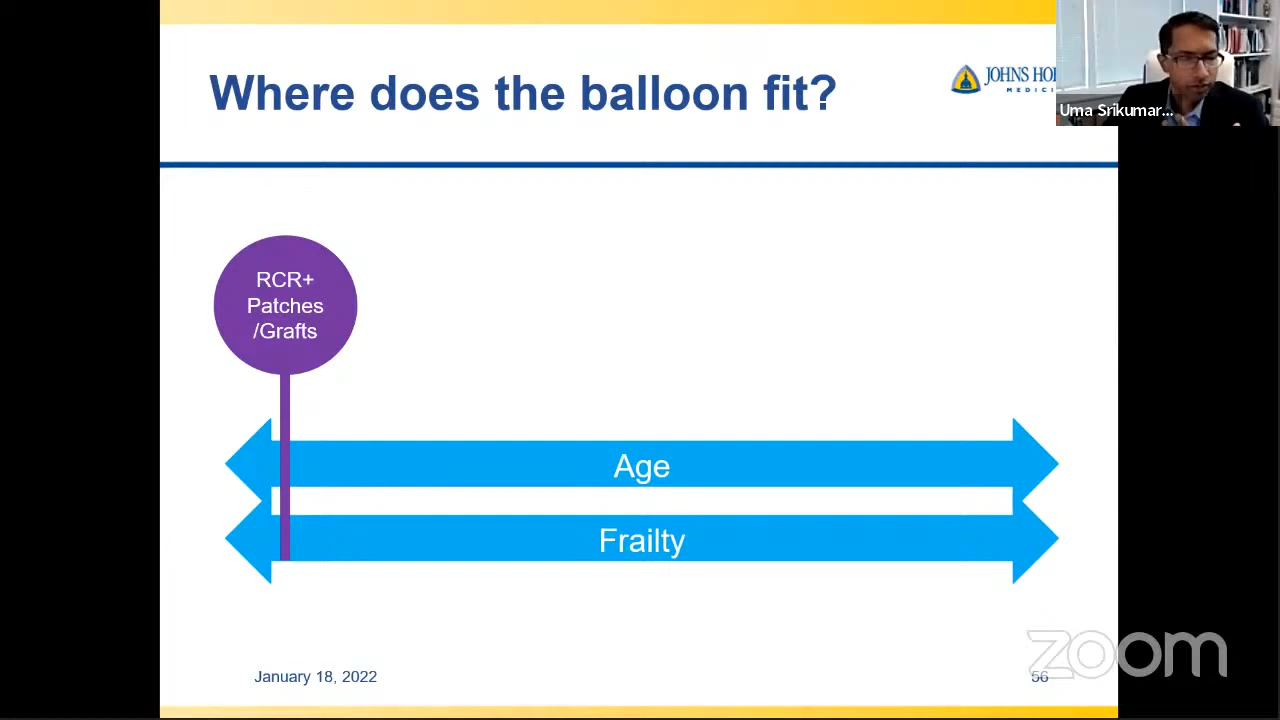 Where does the balloon fit?
JOHNS HO
MEDICI
Uma Srikumar...
RCR+
Patches
/Grafts
Age
Frailty
January 18, 2022
56
zoom